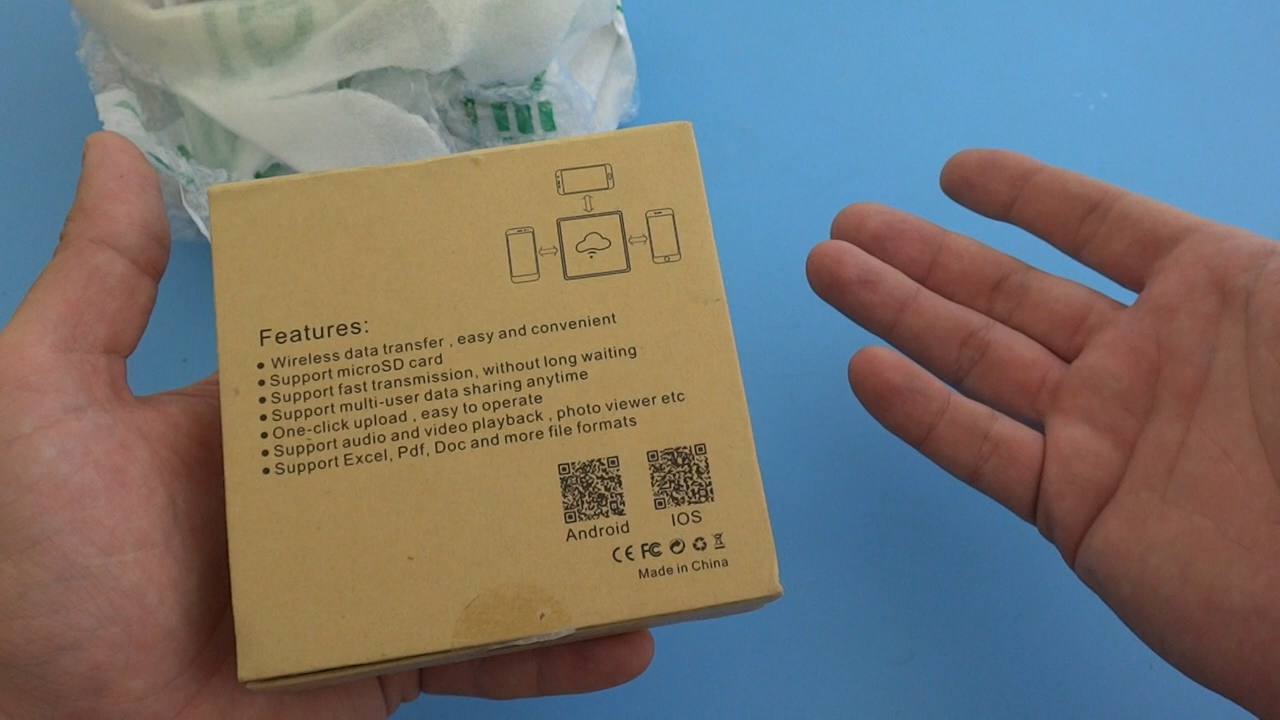 Features:
• Wireless data transfer , easy and convenient
• Support microSD card
• Support fast transmission, without long waiting
• Support multi-user data sharing anytime
• One-click upload , easy to operate
• Support audio and video playback , photo viewer etc
• Support Excel, Pdf, Doc and more file formats
Android
IOS
CE FC
Made in China